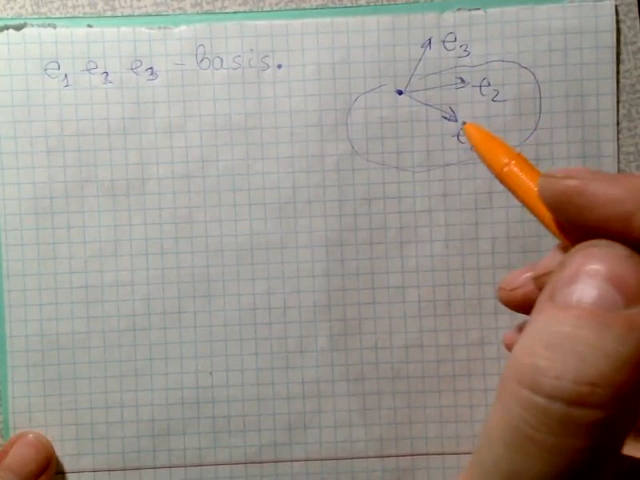 e₁ e₂ e₃ - basis.
e₃
e₂